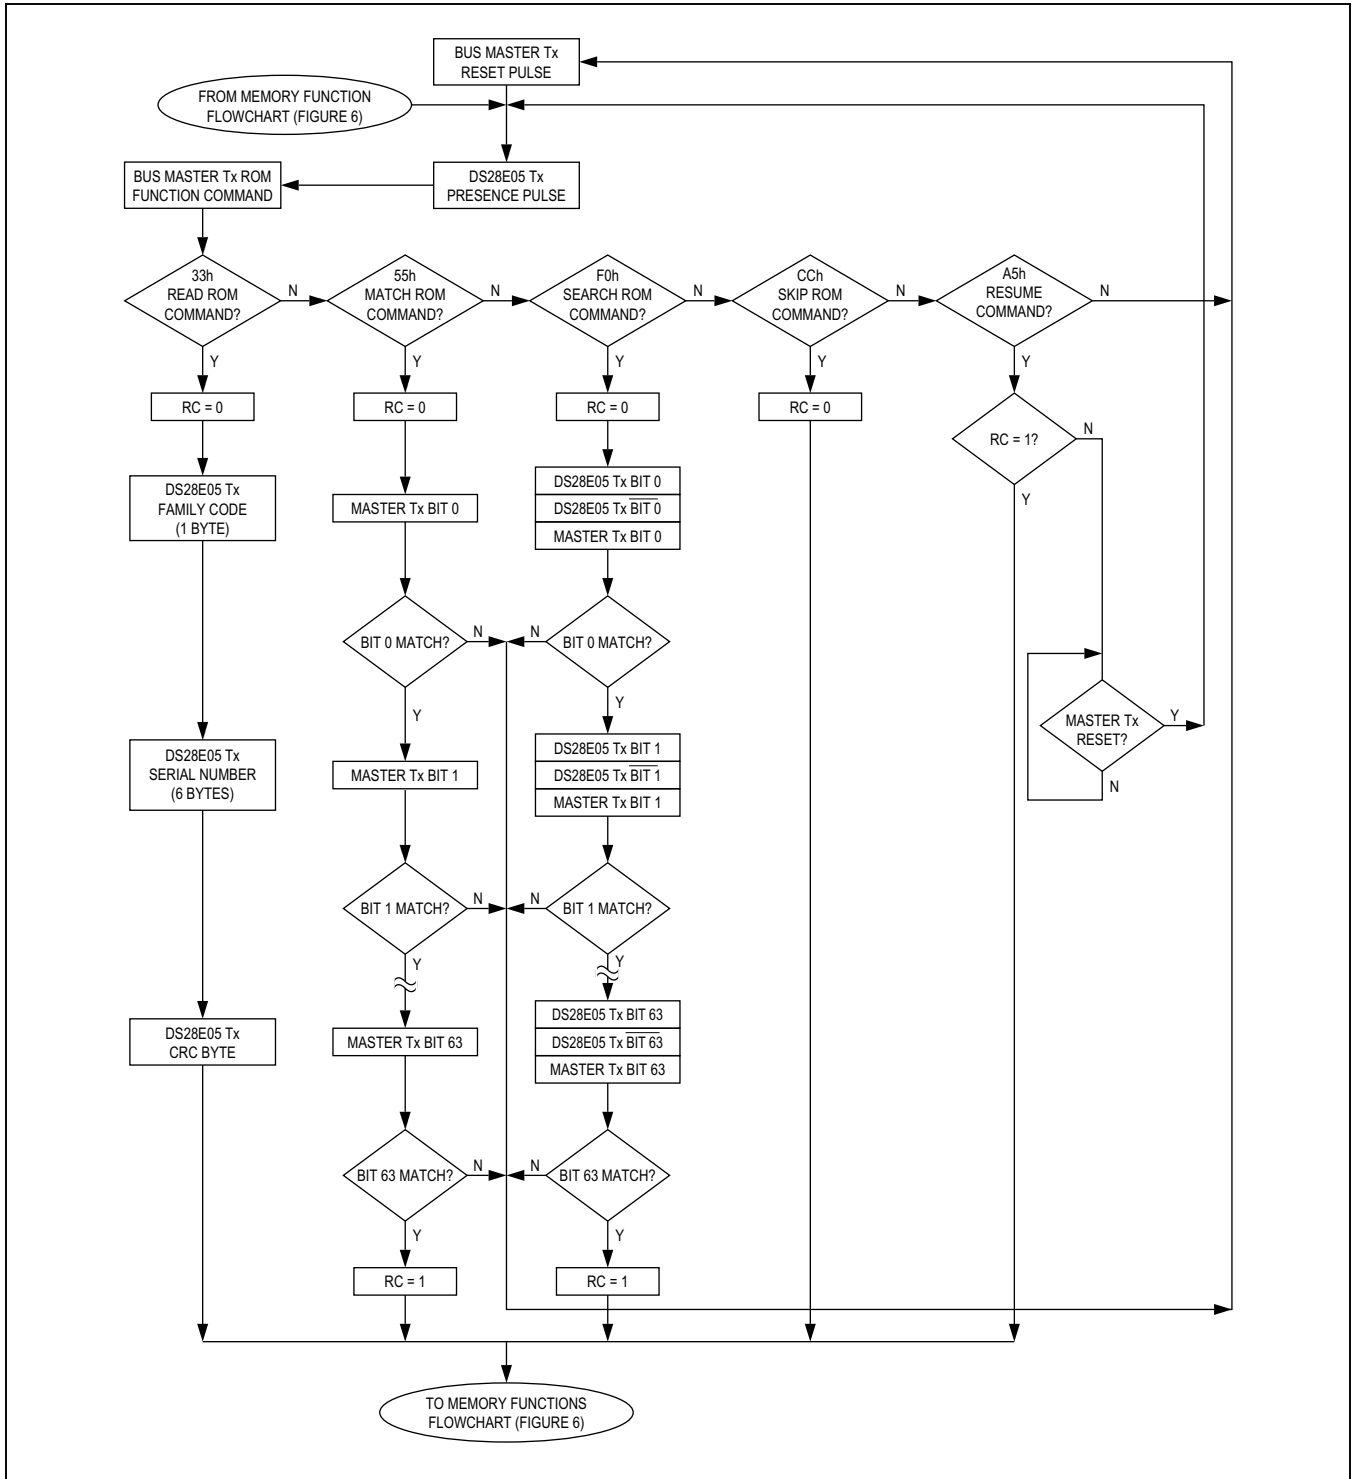 BUS MASTER Tx
RESET PULSE
FROM MEMORY FUNCTION
FLOWCHART (FIGURE 6)
BUS MASTER Tx ROM
FUNCTION COMMAND
DS28E05 Tx
PRESENCE PULSE
33h
READ ROM
COMMAND?
N
Y
55h
MATCH ROM
COMMAND?
N
Y
F0h
SEARCH ROM
COMMAND?
N
Y
CCh
SKIP ROM
COMMAND?
N
Y
A5h
RESUME
COMMAND?
N
Y
RC = 0
RC = 0
RC = 0
RC = 0
RC = 1?
N
Y
DS28E05 Tx
FAMILY CODE
(1 BYTE)
MASTER Tx BIT 0
DS28E05 Tx BIT 0
DS28E05 Tx B̅I̅T̅ ̅0̅
MASTER Tx BIT 0
BIT 0 MATCH?
N
Y
N
BIT 0 MATCH?
Y
MASTER Tx
RESET?
Y
N
DS28E05 Tx
SERIAL NUMBER
(6 BYTES)
MASTER Tx BIT 1
DS28E05 Tx BIT 1
DS28E05 Tx B̅I̅T̅ ̅1̅
MASTER Tx BIT 1
BIT 1 MATCH?
N
Y
N
BIT 1 MATCH?
Y
DS28E05 Tx
CRC BYTE
MASTER Tx BIT 63
DS28E05 Tx BIT 63
DS28E05 Tx B̅I̅T̅ ̅6̅3̅
MASTER Tx BIT 63
BIT 63 MATCH?
N
Y
N
BIT 63 MATCH?
Y
RC = 1
RC = 1
TO MEMORY FUNCTIONS
FLOWCHART (FIGURE 6)